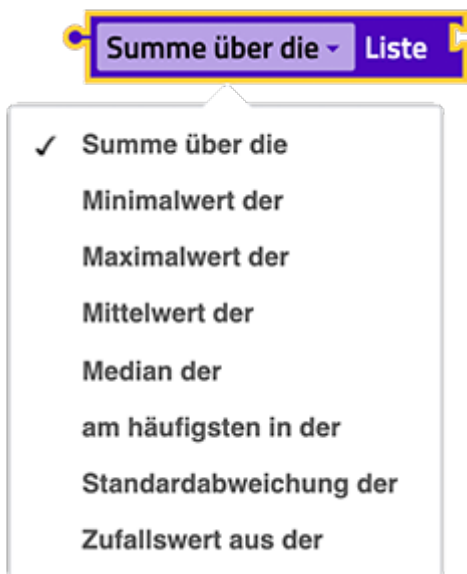 Summe über die Liste
Summe über die
Minimalwert der
Maximalwert der
Mittelwert der
Median der
am häufigsten in der
Standardabweichung der
Zufallswert aus der